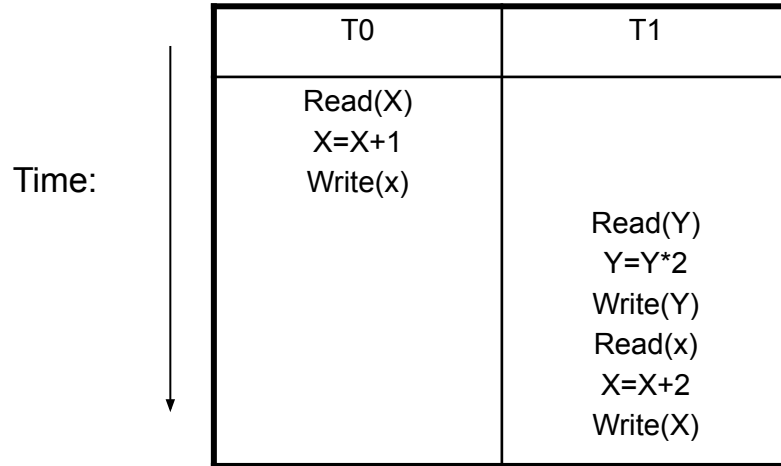 T0 T1
Read(X)
X=X+1
Time: Write(x)
Read(Y)
Y=Y*2
Write(Y)
Read(x)
X=X+2
Write(X)